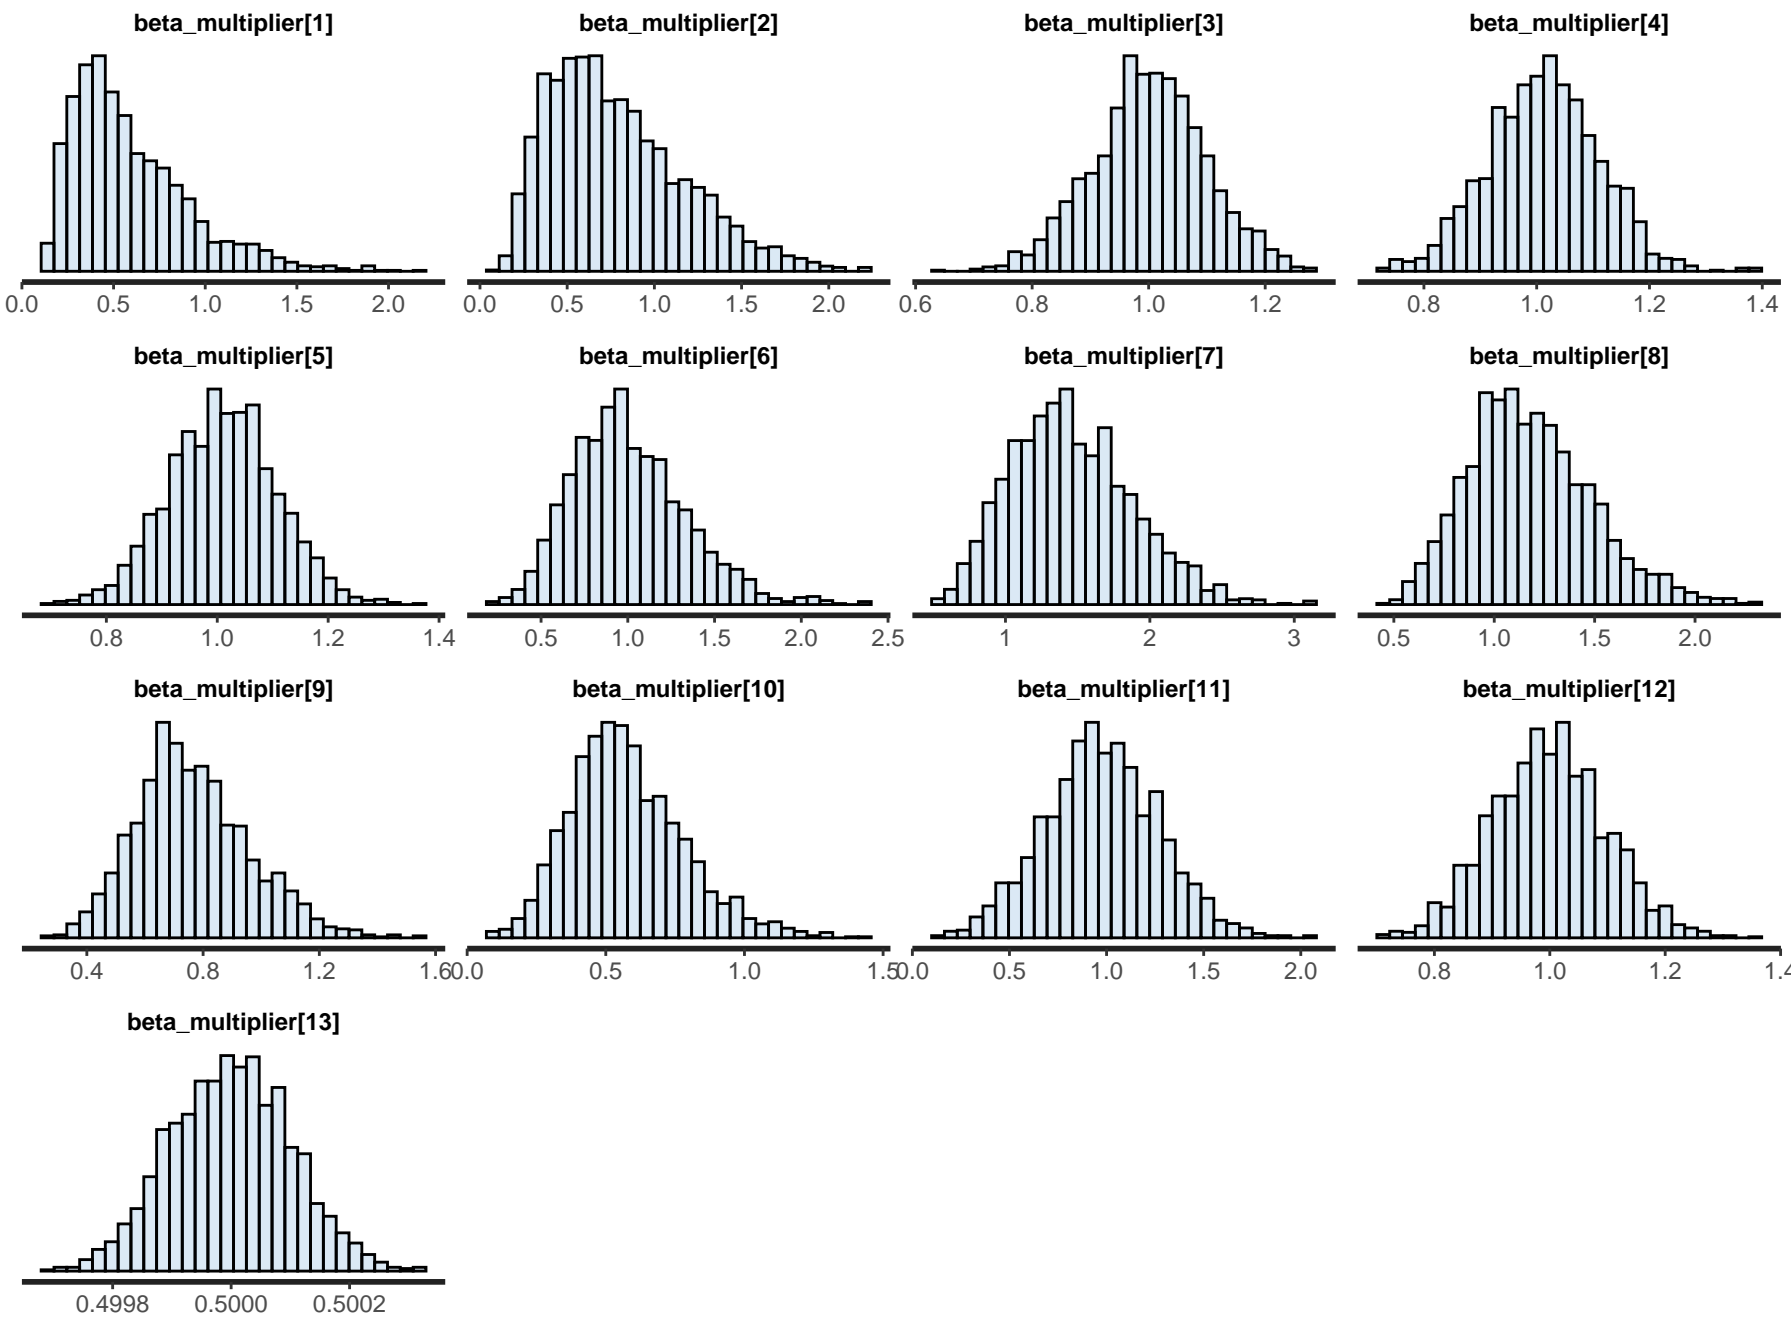 beta_multiplier[1] beta_multiplier[2] beta_multiplier[3] beta_multiplier[4]
0.0 0.5 1.0 1.5 2.0 0.0 0.5 1.0 1.5 2.0 0.6 0.8 1.0 1.2 0.8 1.0 1.2 1.4
beta_multiplier[5] beta_multiplier[6] beta_multiplier[7] beta_multiplier[8]
0.8 1.0 1.2 1.4 0.5 1.0 1.5 2.0 2.5 1 2 3 0.5 1.0 1.5 2.0
beta_multiplier[9] beta_multiplier[10] beta_multiplier[11] beta_multiplier[12]
0.4 0.8 1.2 1.6 0.0 0.5 1.0 1.5 0.0 0.5 1.0 1.5 2.0 0.8 1.0 1.2 1.4
beta_multiplier[13]
0.4998 0.5000 0.5002